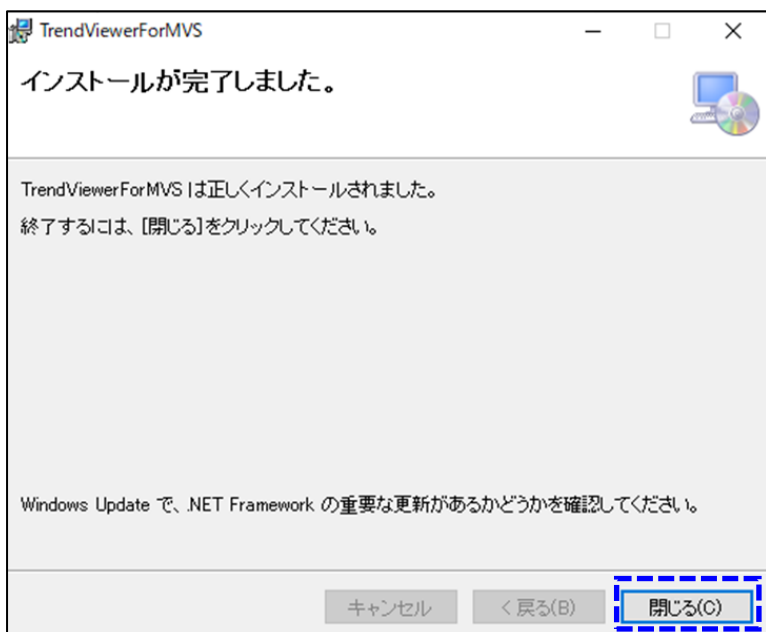 TrendViewerForMVS
インストールが完了しました。
TrendViewerForMVS は正しくインストールされました。
終了するには、[閉じる]をクリックしてください。
Windows Update で、.NET Framework の重要な更新があるかどうかを確認してください。
キャンセル
< 戻る(B)
閉じる(C)